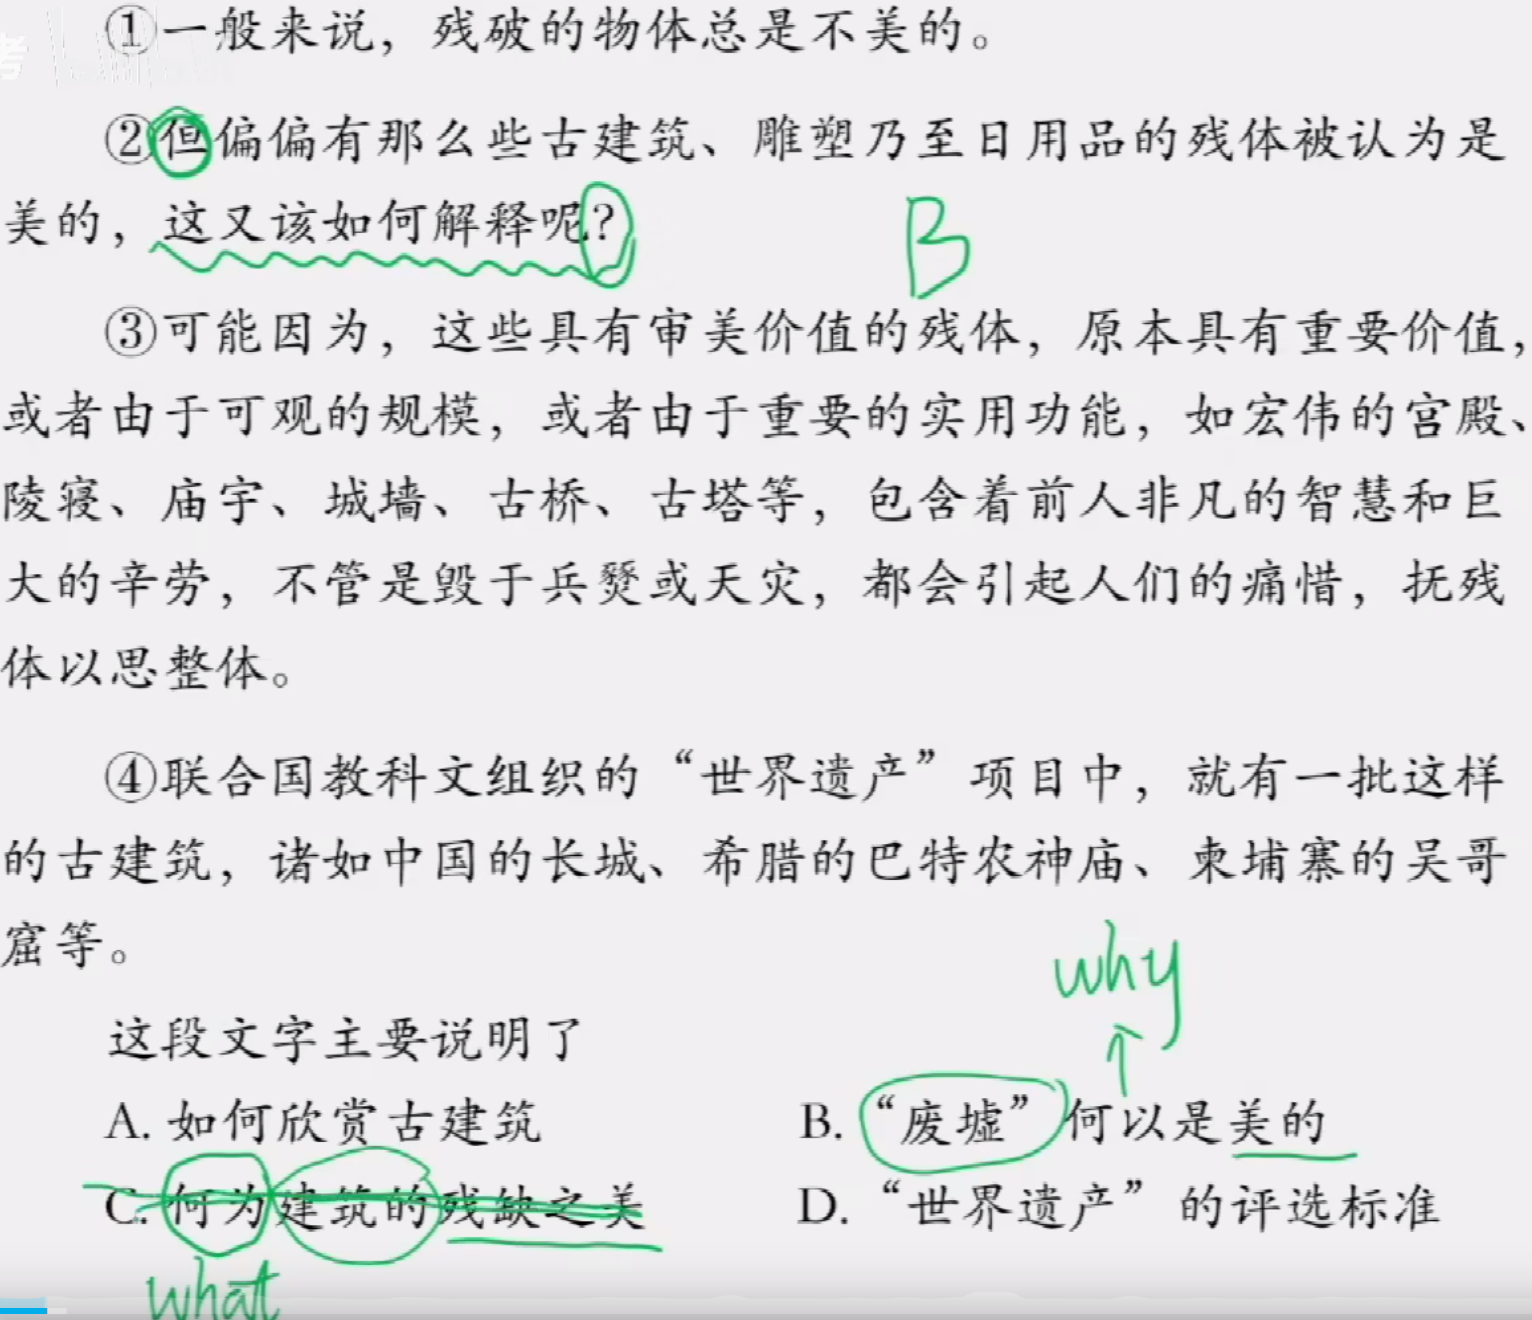 ①一般来说，残破的物体总是不美的。
考
②但偏偏有那么些古建筑、雕塑乃至日用品的残体被认为是
美的，这又该如何解释呢？
B
③可能因为，这些具有审美价值的残体，原本具有重要价值，
或者由于可观的规模，或者由于重要的实用功能，如宏伟的宫殿、
陵寝、庙宇、城墙、古桥、古塔等，包含着前人非凡的智慧和巨
大的辛劳，不管是毁于兵燹或天灾，都会引起人们的痛惜，抚残
体以思整体。
④联合国教科文组织的“世界遗产”项目中，就有一批这样
的古建筑，诸如中国的长城、希腊的巴特农神庙、柬埔寨的吴哥
窟等。
why
这段文字主要说明了
A. 如何欣赏古建筑 B. “废墟”何以是美的
C. 何为建筑的残缺之美 D. “世界遗产”的评选标准
what